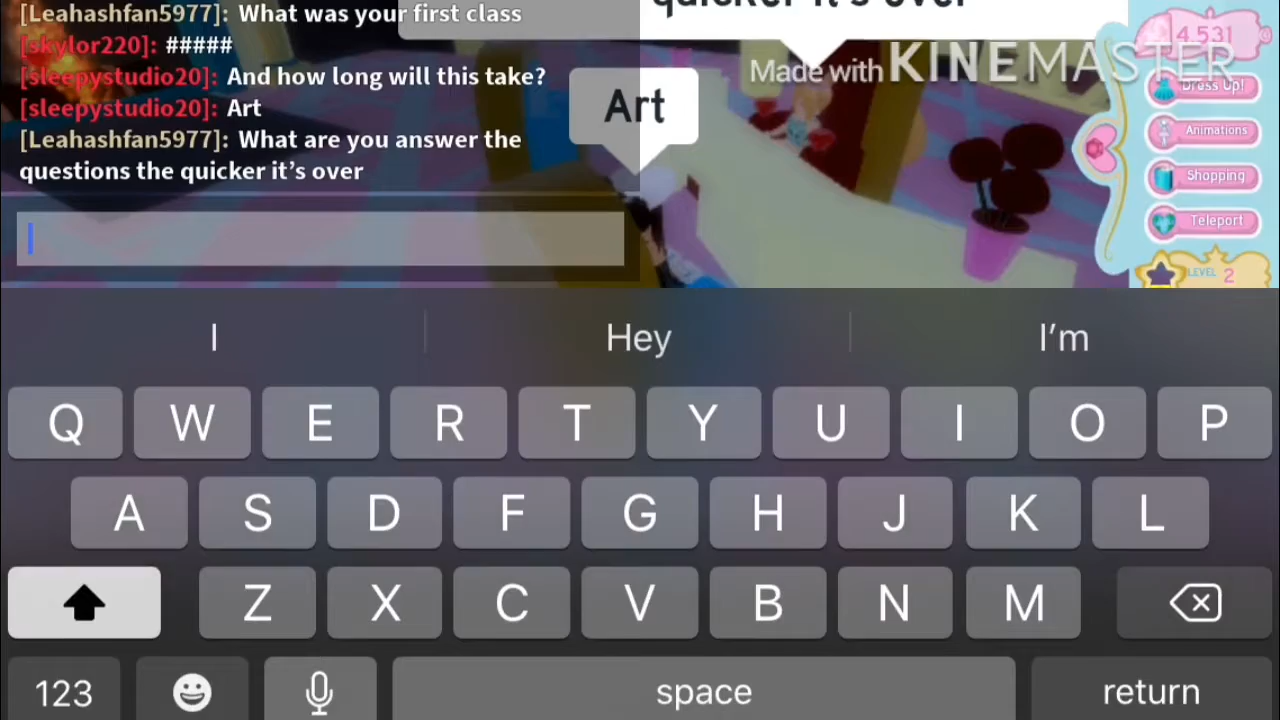 [Leahashfan5977]: What was your first class
quicker it's over
[skylor220]: #####
4,531
Made with KINEMASTER
[sleepystudio20]: And how long will this take?
Dress Up!
[sleepystudio20]: Art
Art
Animations
[Leahashfan5977]: What are you answer the
questions the quicker it's over
Shopping
Teleport
LEVEL 2
I Hey I'm
Q W E R T Y U I O P
A S D F G H J K L
Z X C V B N M
123 space return